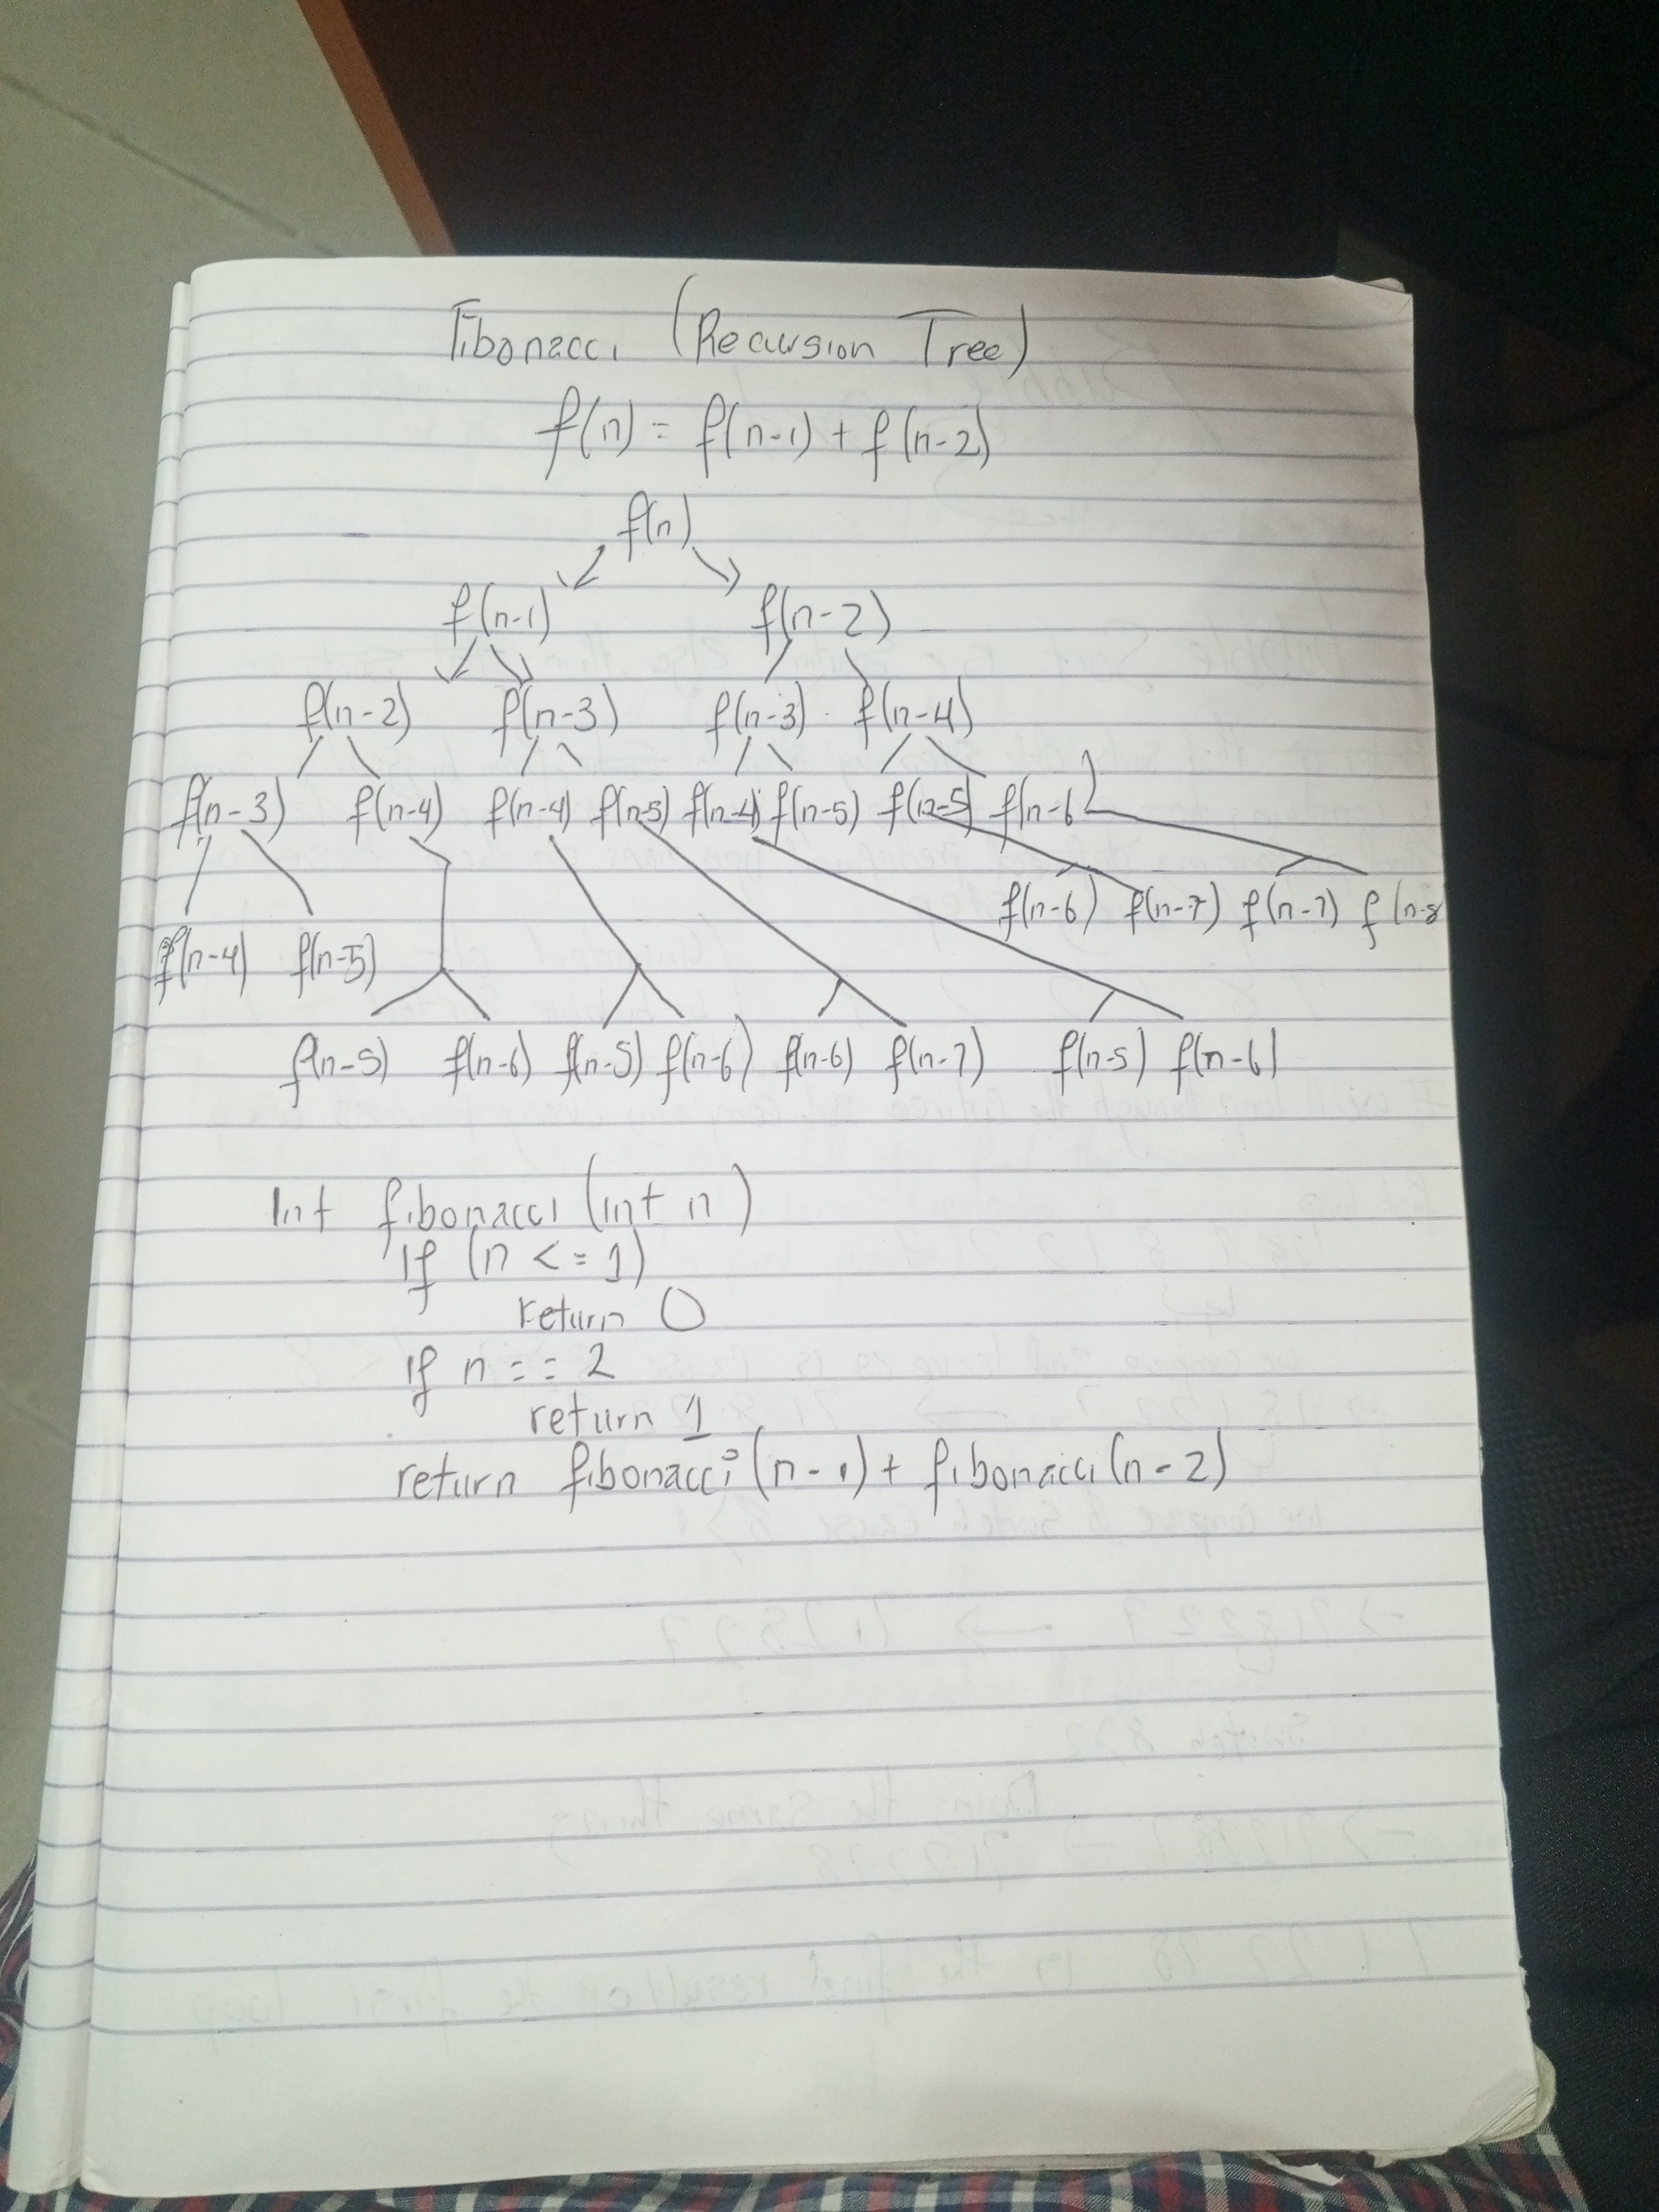 Fibonacci (Recursion Tree)
f(n) = f(n-1) + f(n-2)
f(n)
f(n-1) f(n-2)
f(n-2) f(n-3) f(n-3) f(n-4)
f(n-3) f(n-4) f(n-4) f(n-5) f(n-4) f(n-5) f(n-5) f(n-6)
f(n-6) f(n-7) f(n-7) f(n-8
f(n-4) f(n-5)
f(n-5) f(n-6) f(n-5) f(n-6) f(n-6) f(n-7) f(n-5) f(n-6)
Int fibonacci (int n)
if (n <= 1)
return 0
if n == 2
return 1
return fibonacci (n-1) + fibonacci (n-2)